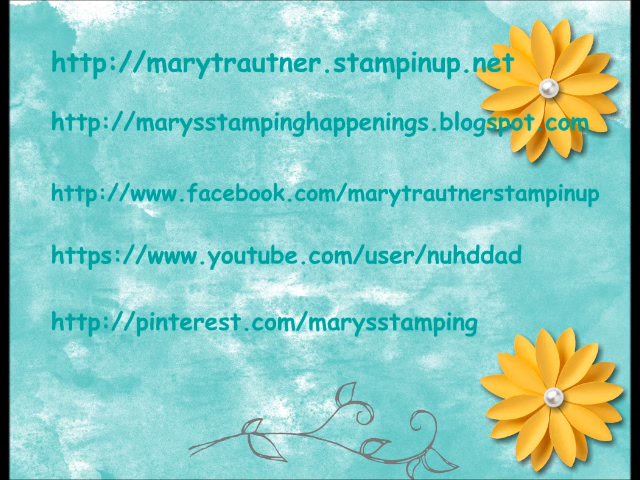 http://marytrautner.stampinup.net
http://marysstampinghappenings.blogspot.com
http://www.facebook.com/marytrautnerstampinup
https://www.youtube.com/user/nuhddad
http://pinterest.com/marysstamping